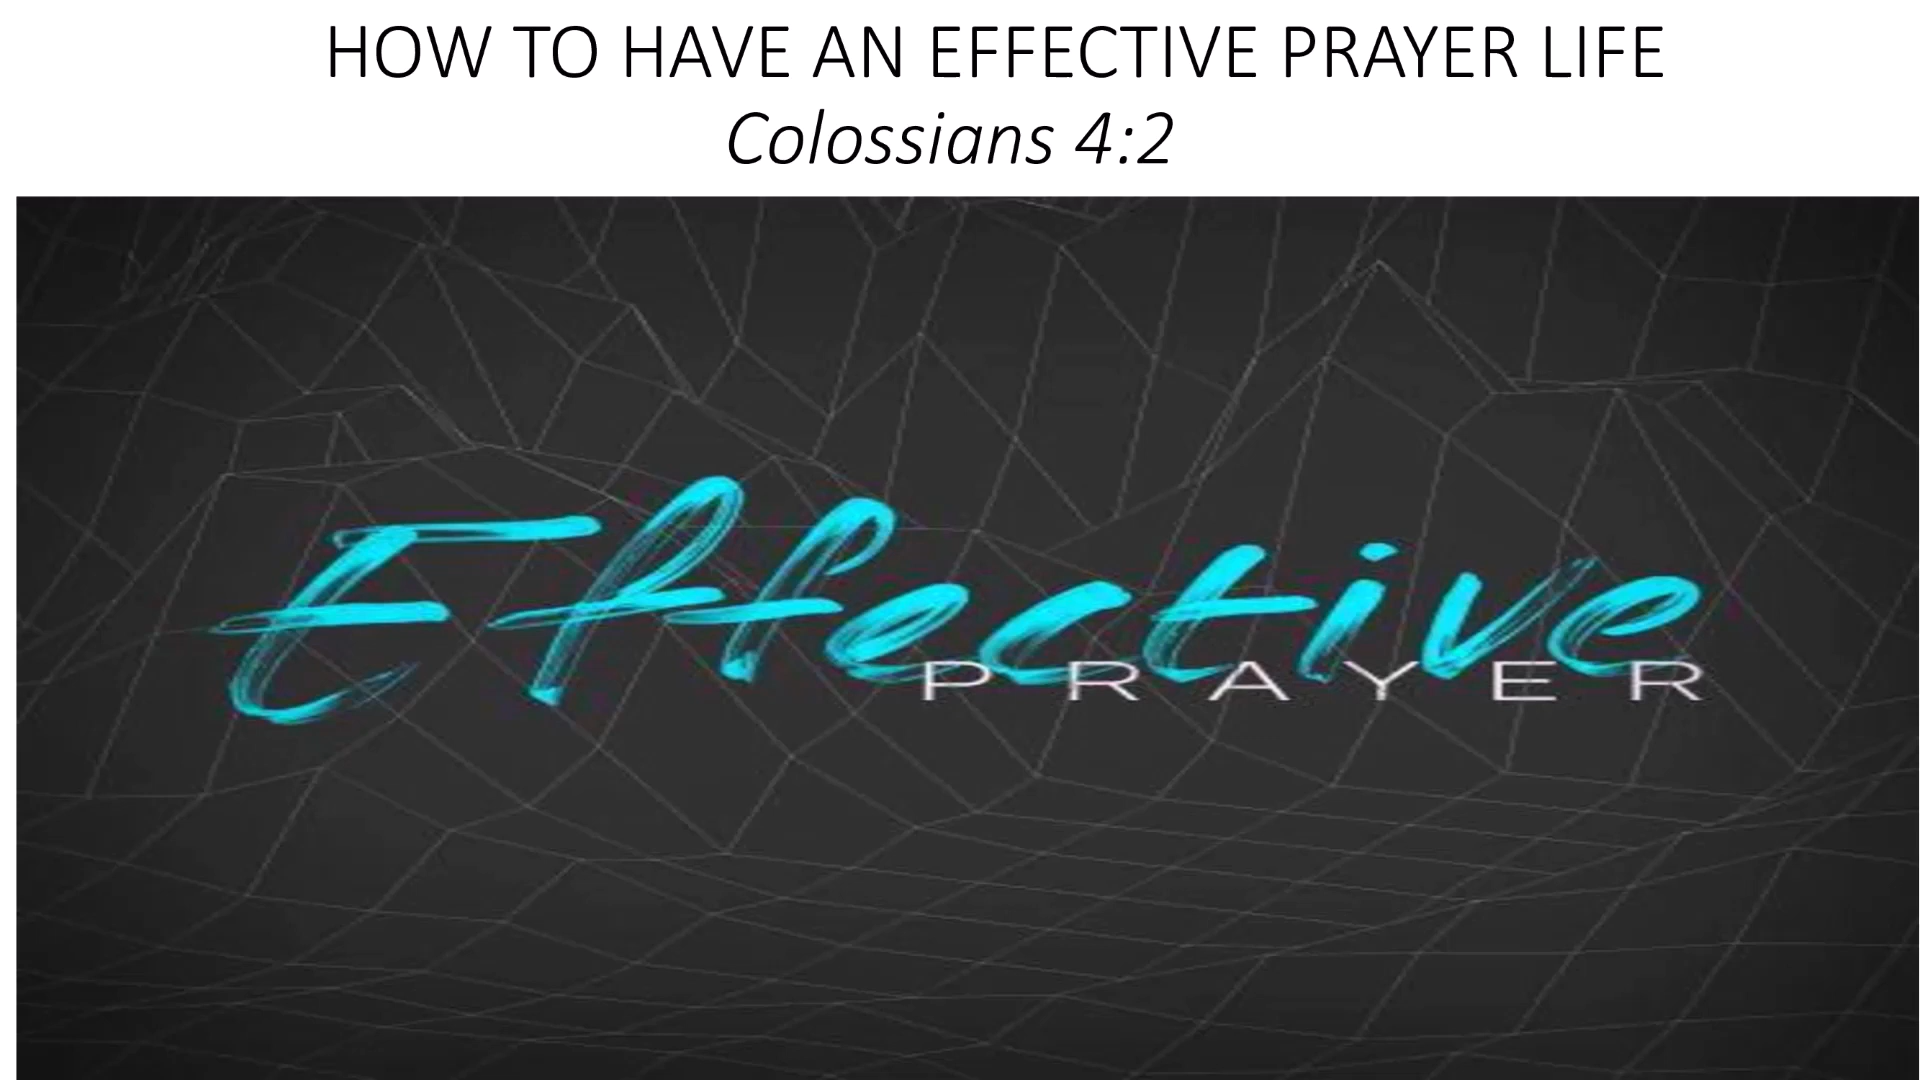 HOW TO HAVE AN EFFECTIVE PRAYER LIFE
Colossians 4:2
Effective
PRAYER